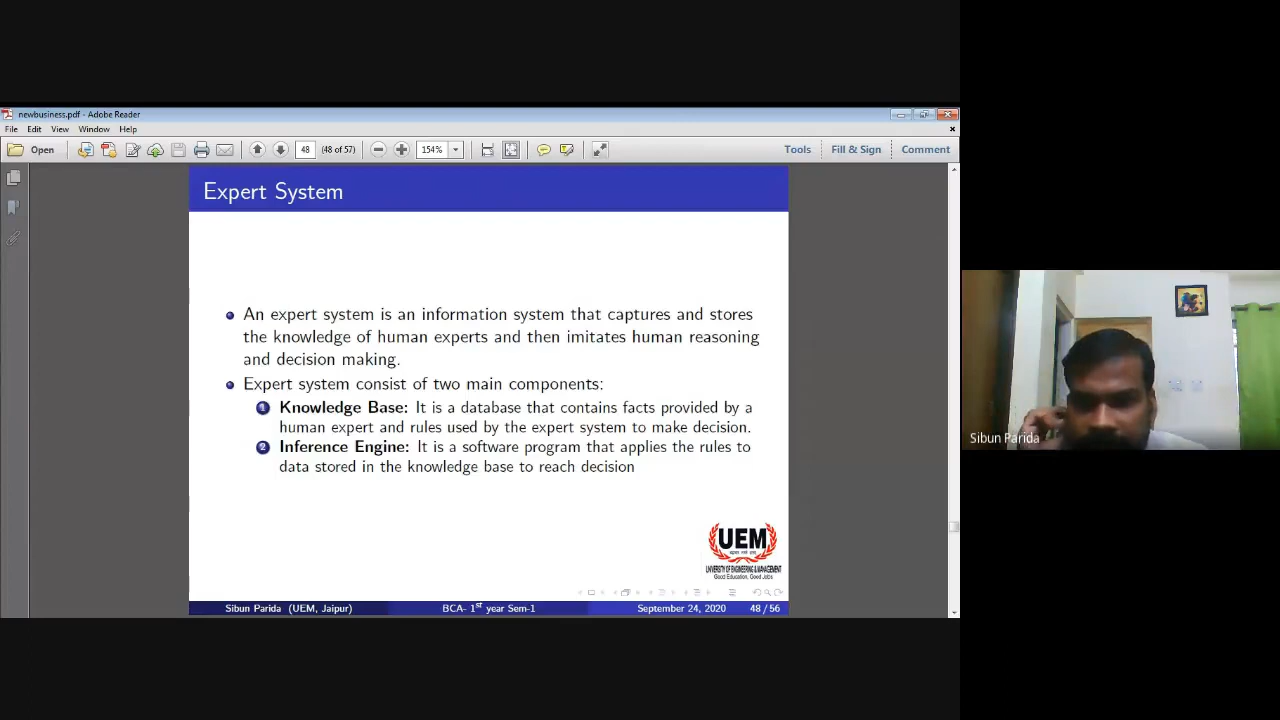 newbusiness.pdf - Adobe Reader
File Edit View Window Help
Open 48 (48 of 57) 154% Tools Fill & Sign Comment
Expert System
An expert system is an information system that captures and stores
the knowledge of human experts and then imitates human reasoning
and decision making.
Expert system consist of two main components:
1 Knowledge Base: It is a database that contains facts provided by a
human expert and rules used by the expert system to make decision.
2 Inference Engine: It is a software program that applies the rules to
data stored in the knowledge base to reach decision
UEM
UNIVERSITY OF ENGINEERING & MANAGEMENT
Good Education, Good Jobs
Sibun Parida (UEM, Jaipur) BCA- 1st year Sem-1 September 24, 2020 48 / 56
Sibun Parida